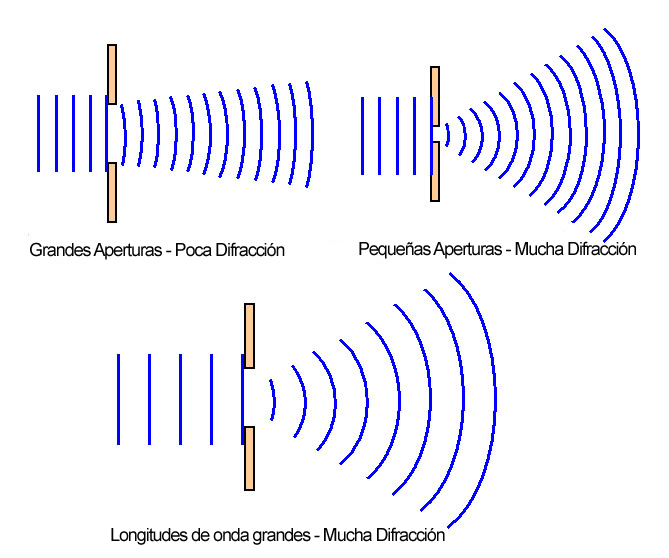 Grandes Aperturas - Poca Difracción
Pequeñas Aperturas - Mucha Difracción
Longitudes de onda grandes - Mucha Difracción